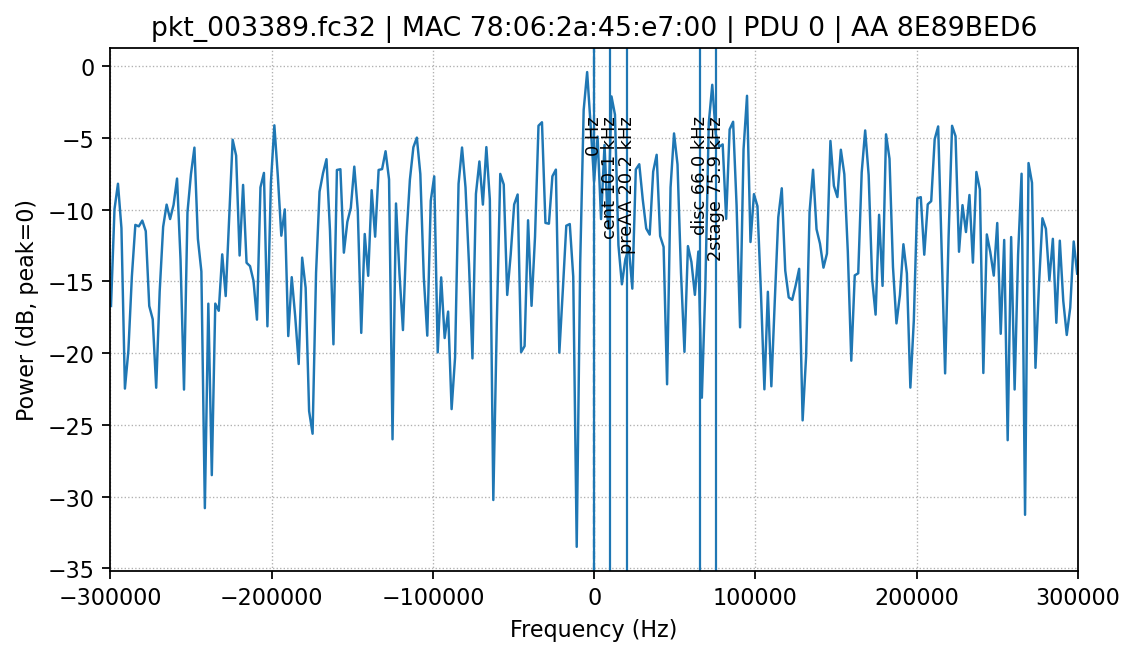 pkt_003389.fc32 | MAC 78:06:2a:45:e7:00 | PDU 0 | AA 8E89BED6
0
−5
−10
−15
−20
−25
−30
−35
Power (dB, peak=0)
0 Hz
cent 10.1 kHz
preAA 20.2 kHz
disc 66.0 kHz
2stage 75.9 kHz
−300000
−200000
−100000
0
100000
200000
300000
Frequency (Hz)